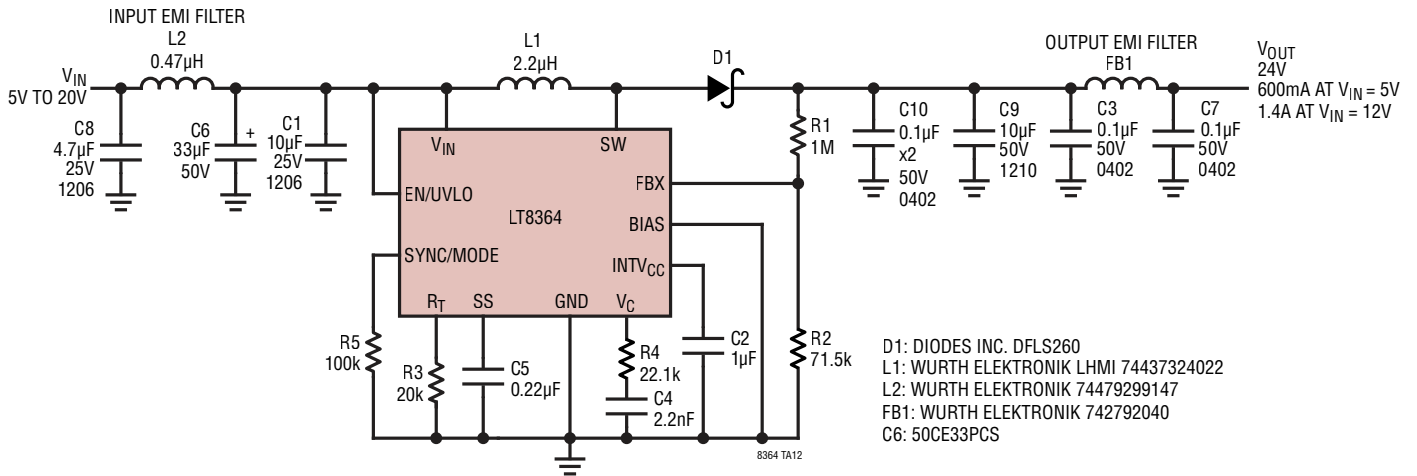 INPUT EMI FILTER
L2
0.47µH
VIN
5V TO 20V
C8
4.7µF
25V
1206
C6
33µF
50V
+
C1
10µF
25V
1206
L1
2.2µH
D1
OUTPUT EMI FILTER
FB1
VOUT
24V
600mA AT VIN = 5V
1.4A AT VIN = 12V
R1
1M
C10
0.1µF
x2
50V
0402
C9
10µF
50V
1210
C3
0.1µF
50V
0402
C7
0.1µF
50V
0402
VIN
SW
EN/UVLO
FBX
LT8364
BIAS
SYNC/MODE
INTVCC
RT
SS
GND
VC
R5
100k
R3
20k
C5
0.22µF
R4
22.1k
C4
2.2nF
C2
1µF
R2
71.5k
D1: DIODES INC. DFLS260
L1: WURTH ELEKTRONIK LHMI 74437324022
L2: WURTH ELEKTRONIK 74479299147
FB1: WURTH ELEKTRONIK 742792040
C6: 50CE33PCS
8364 TA12